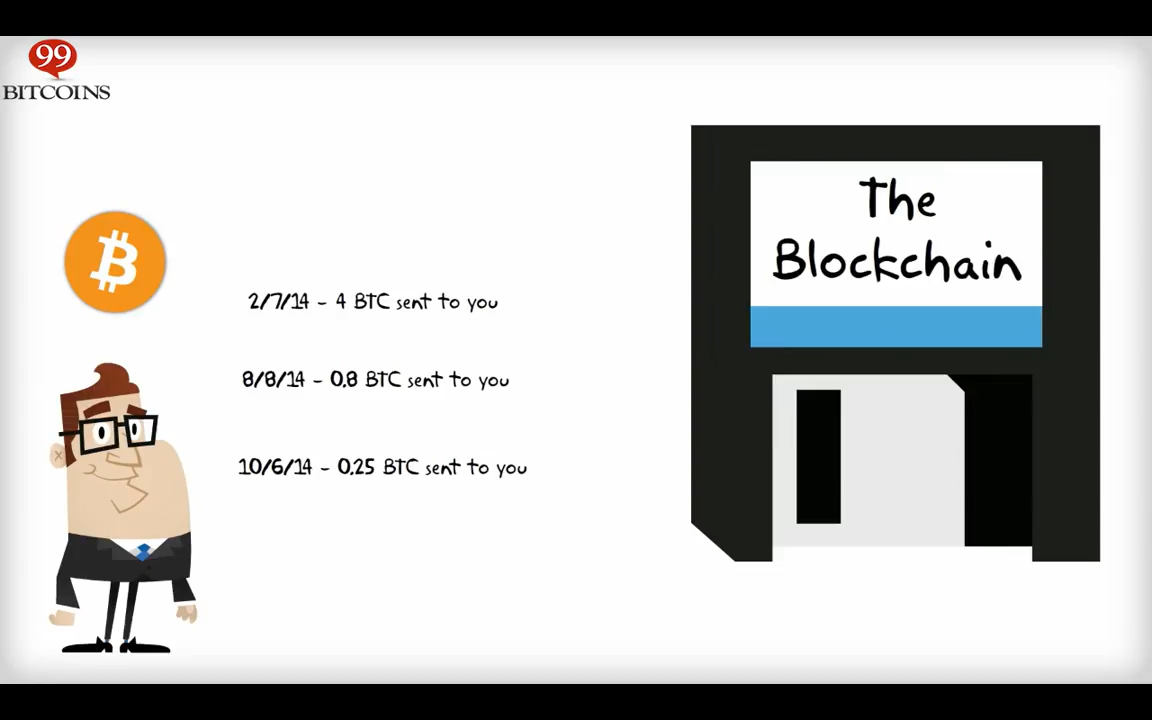 99
BITCOINS
The
Blockchain
2/7/14 - 4 BTC sent to you
8/8/14 - 0.8 BTC sent to you
10/6/14 - 0.25 BTC sent to you